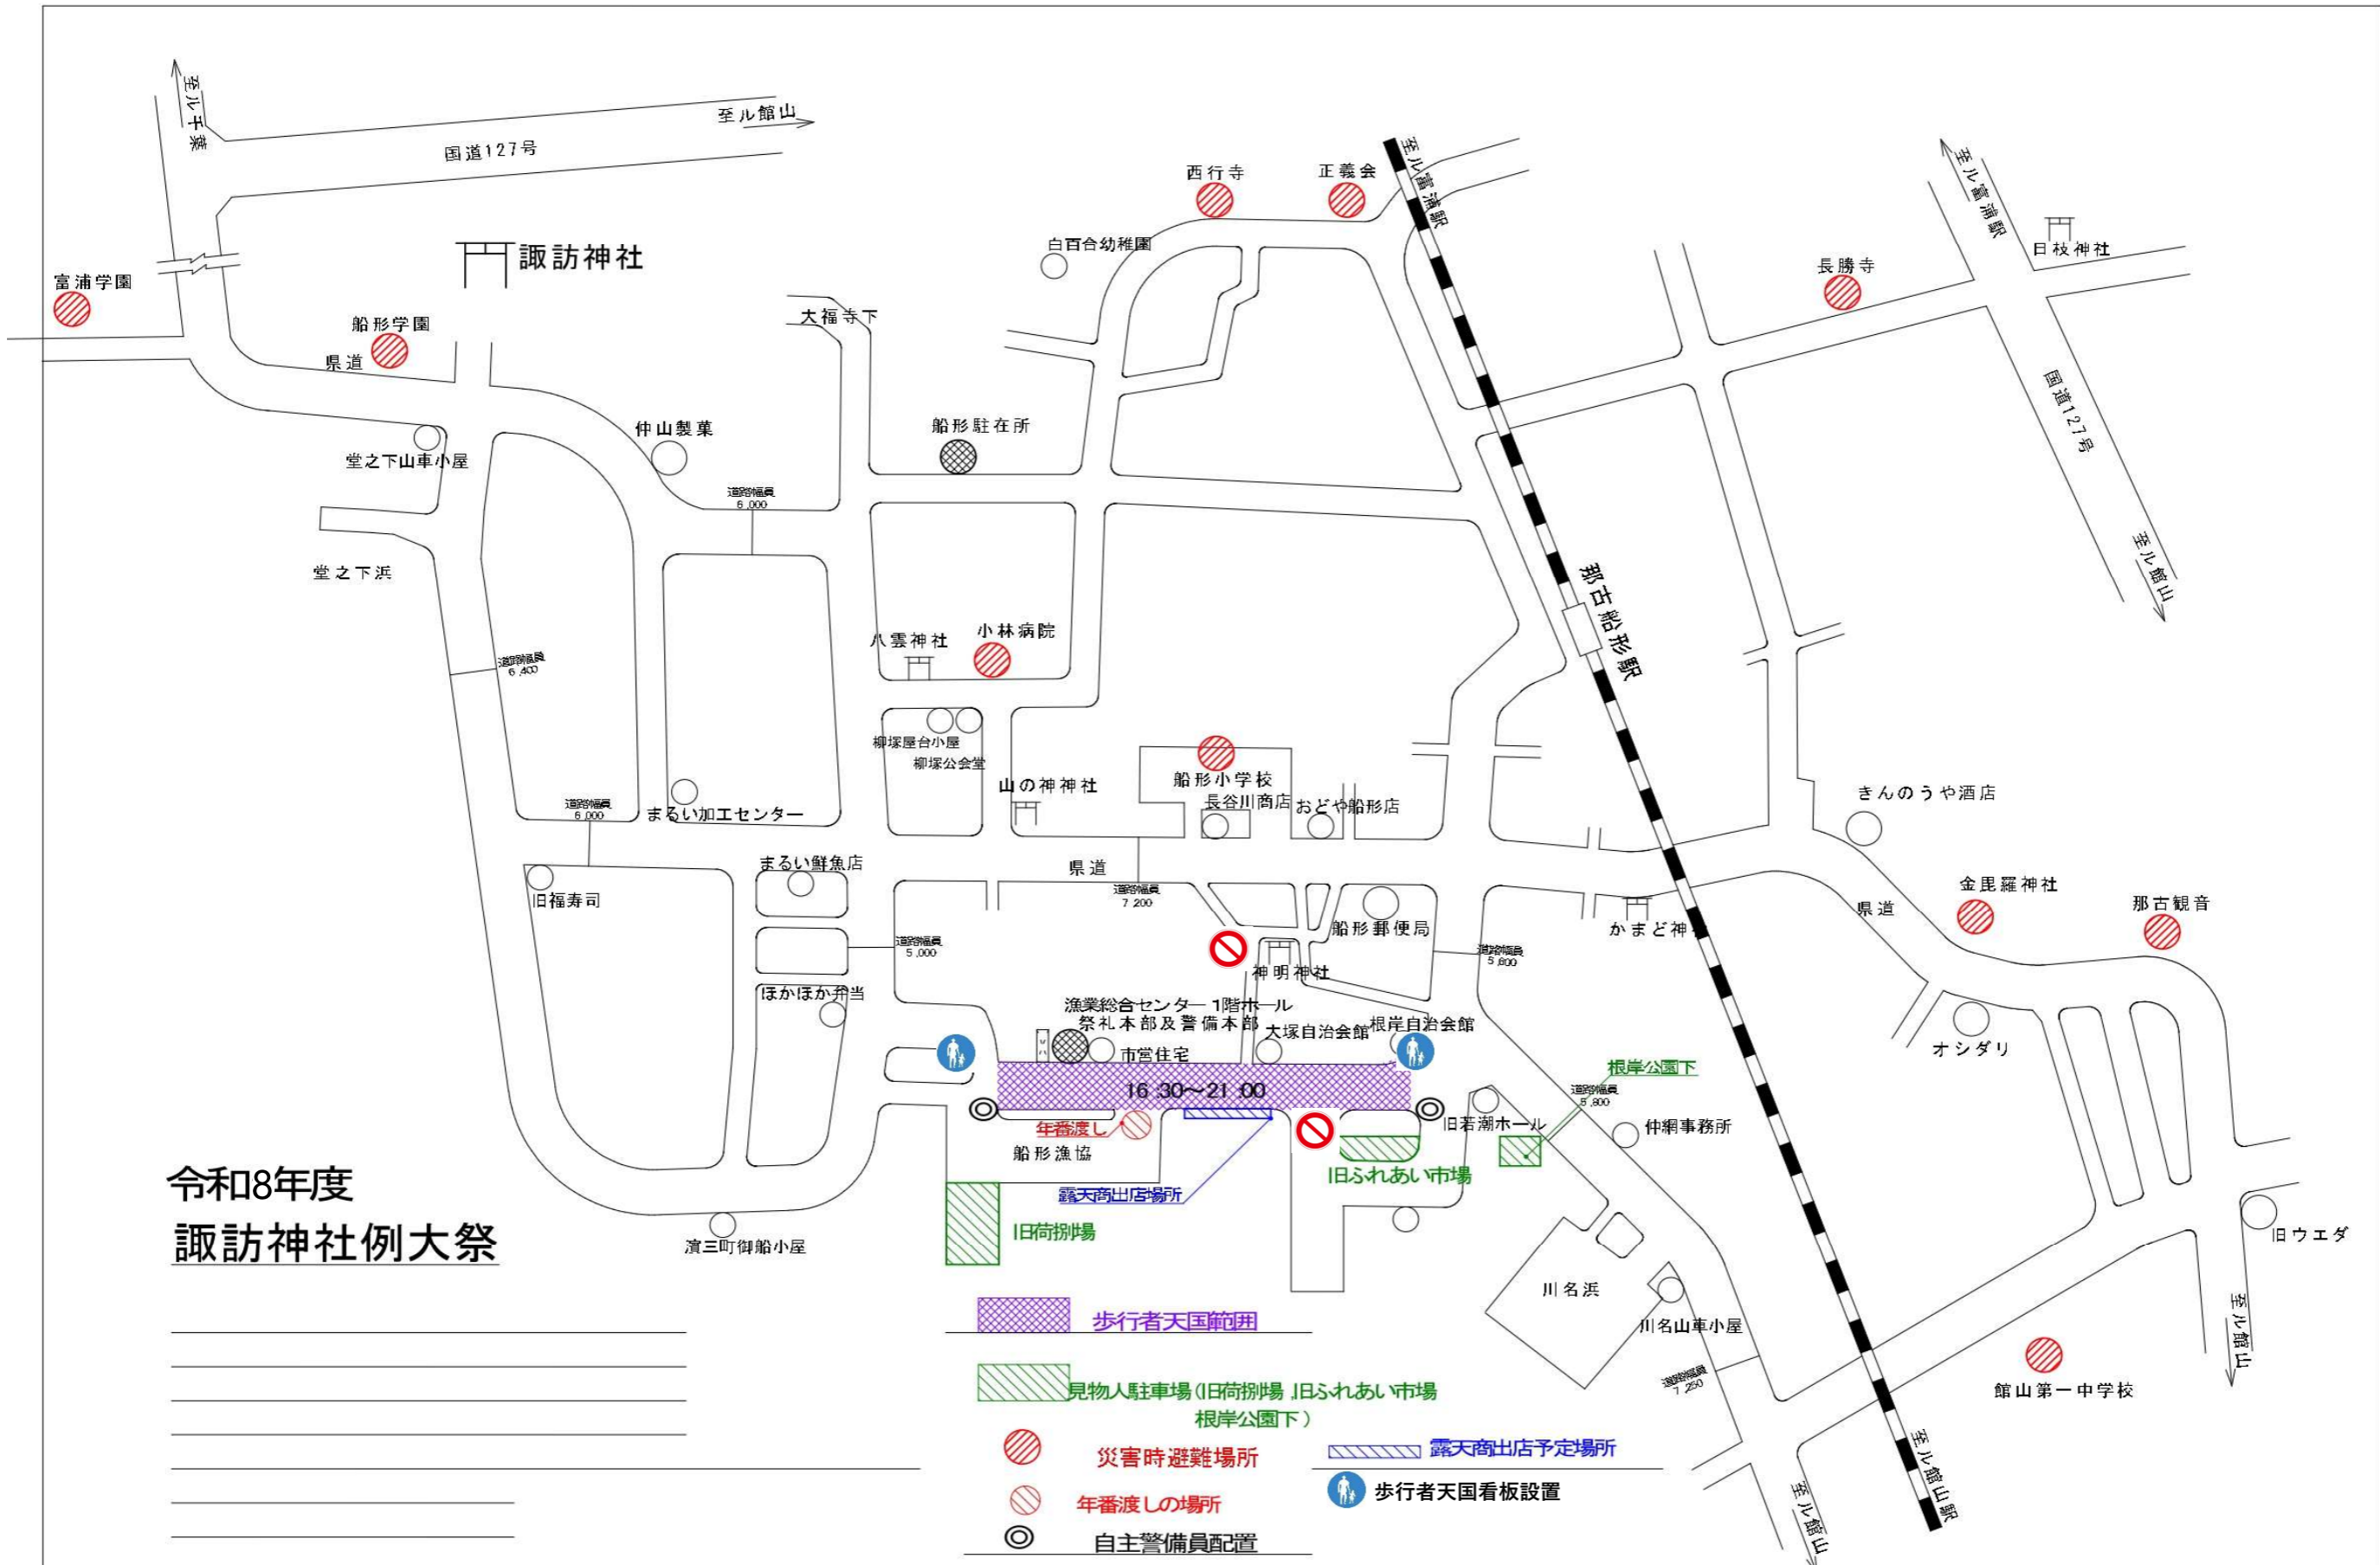 至ル千葉
至ル館山
国道127号
諏訪神社
富浦学園
船形学園
県道
堂之下山車小屋
堂之下浜
仲山製菓
道路幅員
6,000
大福寺下
船形駐在所
白百合幼稚園
西行寺
正義会
至ル富浦駅
至ル富浦駅
日枝神社
長勝寺
国道127号
至ル館山
那古船形駅
道路幅員
6,400
八雲神社
小林病院
柳塚屋台小屋
柳塚公会堂
山の神神社
船形小学校
長谷川商店
おどや船形店
道路幅員
6,000
まるい加工センター
まるい鮮魚店
旧福寿司
県道
道路幅員
7,200
きんのうや酒店
金毘羅神社
那古観音
県道
かまど神
船形郵便局
道路幅員
5,000
道路幅員
神明神社
ほかほか弁当
漁業総合センター 1階ホール
祭礼本部及警備本部
大塚自治会館
根岸自治会館
市営住宅
オシダリ
16:30〜21:00
根岸公園下
道路幅員
5,800
年番渡し
旧若潮ホール
仲網事務所
船形漁協
旧ふれあい市場
露天商出店場所
旧荷捌場
濱三町御船小屋
旧ウエダ
川名浜
川名山車小屋
至ル館山
道路幅員
7,250
館山第一中学校
至ル館山駅
至ル館山
令和8年度
諏訪神社例大祭
歩行者天国範囲
見物人駐車場(旧荷捌場,旧ふれあい市場
根岸公園下)
災害時避難場所
露天商出店予定場所
年番渡しの場所
歩行者天国看板設置
自主警備員配置